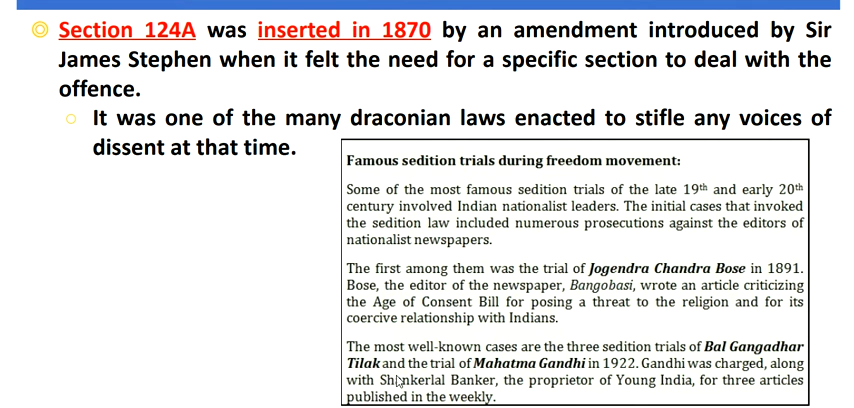 Section 124A was inserted in 1870 by an amendment introduced by Sir
James Stephen when it felt the need for a specific section to deal with the
offence.
It was one of the many draconian laws enacted to stifle any voices of
dissent at that time.
Famous sedition trials during freedom movement:
Some of the most famous sedition trials of the late 19th and early 20th
century involved Indian nationalist leaders. The initial cases that invoked
the sedition law included numerous prosecutions against the editors of
nationalist newspapers.
The first among them was the trial of Jogendra Chandra Bose in 1891.
Bose, the editor of the newspaper, Bangobasi, wrote an article criticizing
the Age of Consent Bill for posing a threat to the religion and for its
coercive relationship with Indians.
The most well-known cases are the three sedition trials of Bal Gangadhar
Tilak and the trial of Mahatma Gandhi in 1922. Gandhi was charged, along
with Shankerlal Banker, the proprietor of Young India, for three articles
published in the weekly.